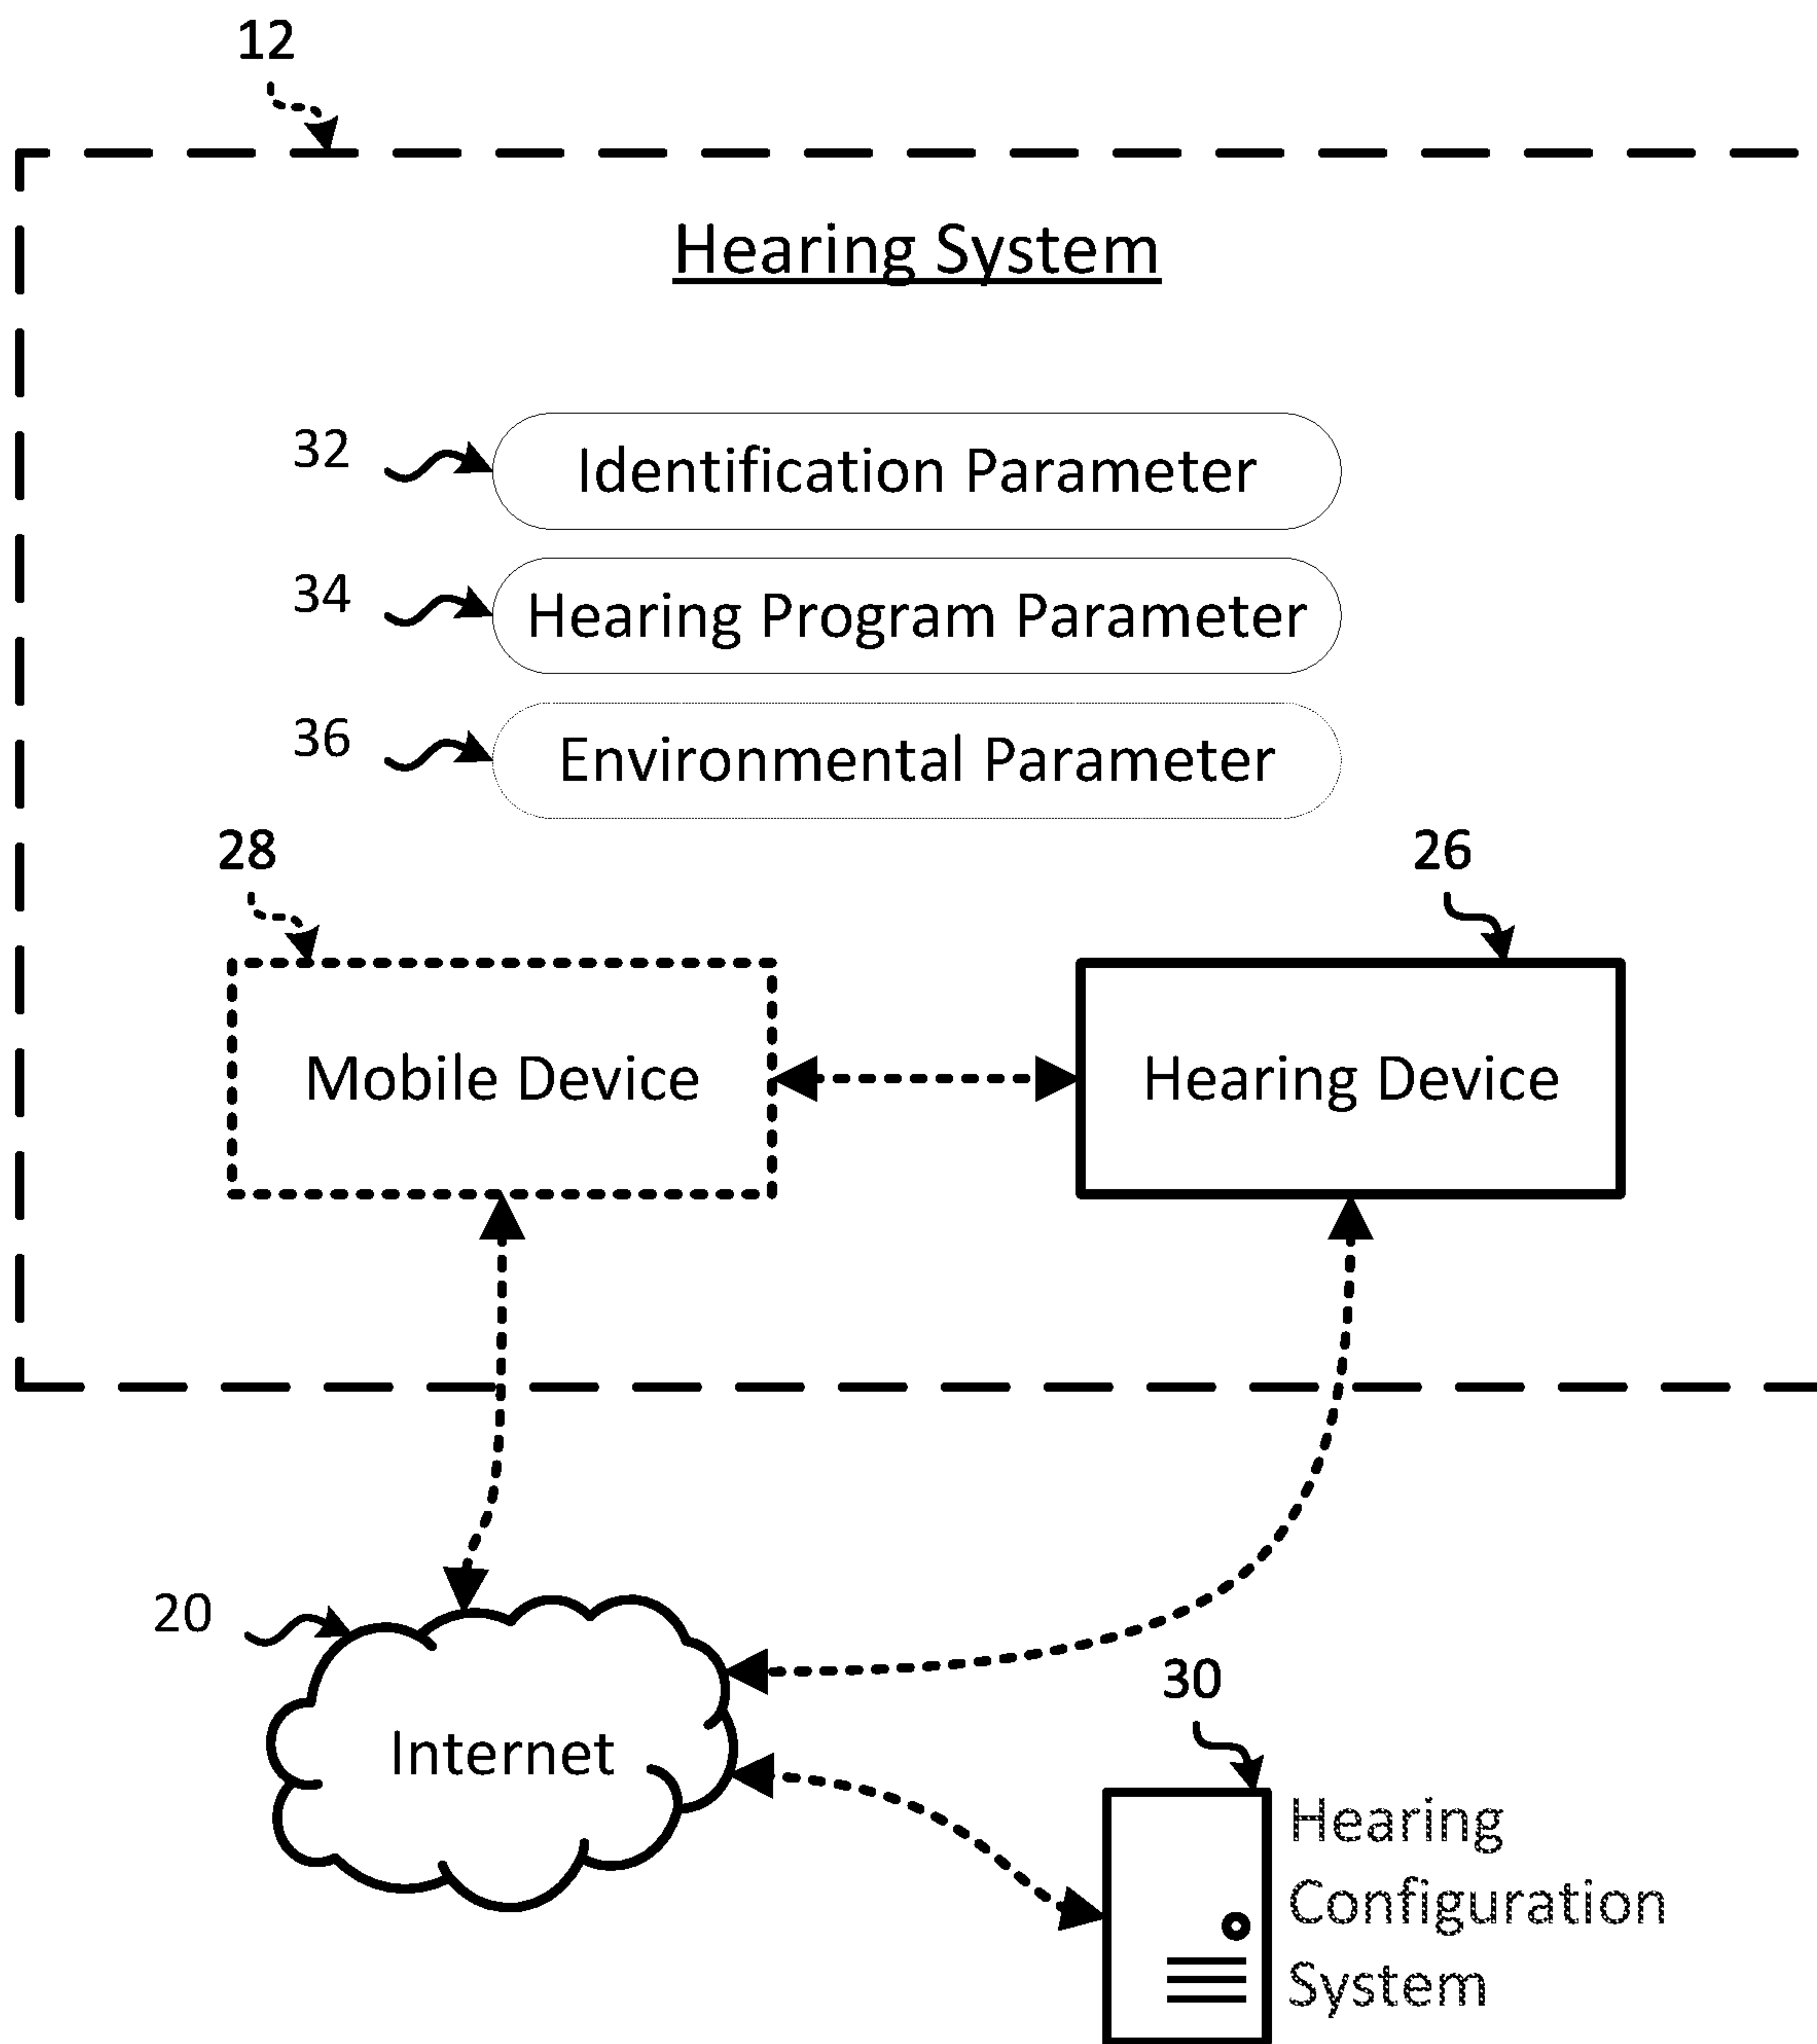 12
Hearing System
32
Identification Parameter
34
Hearing Program Parameter
36
Environmental Parameter
28
26
Mobile Device
Hearing Device
20
Internet
30
Hearing
Configuration
System